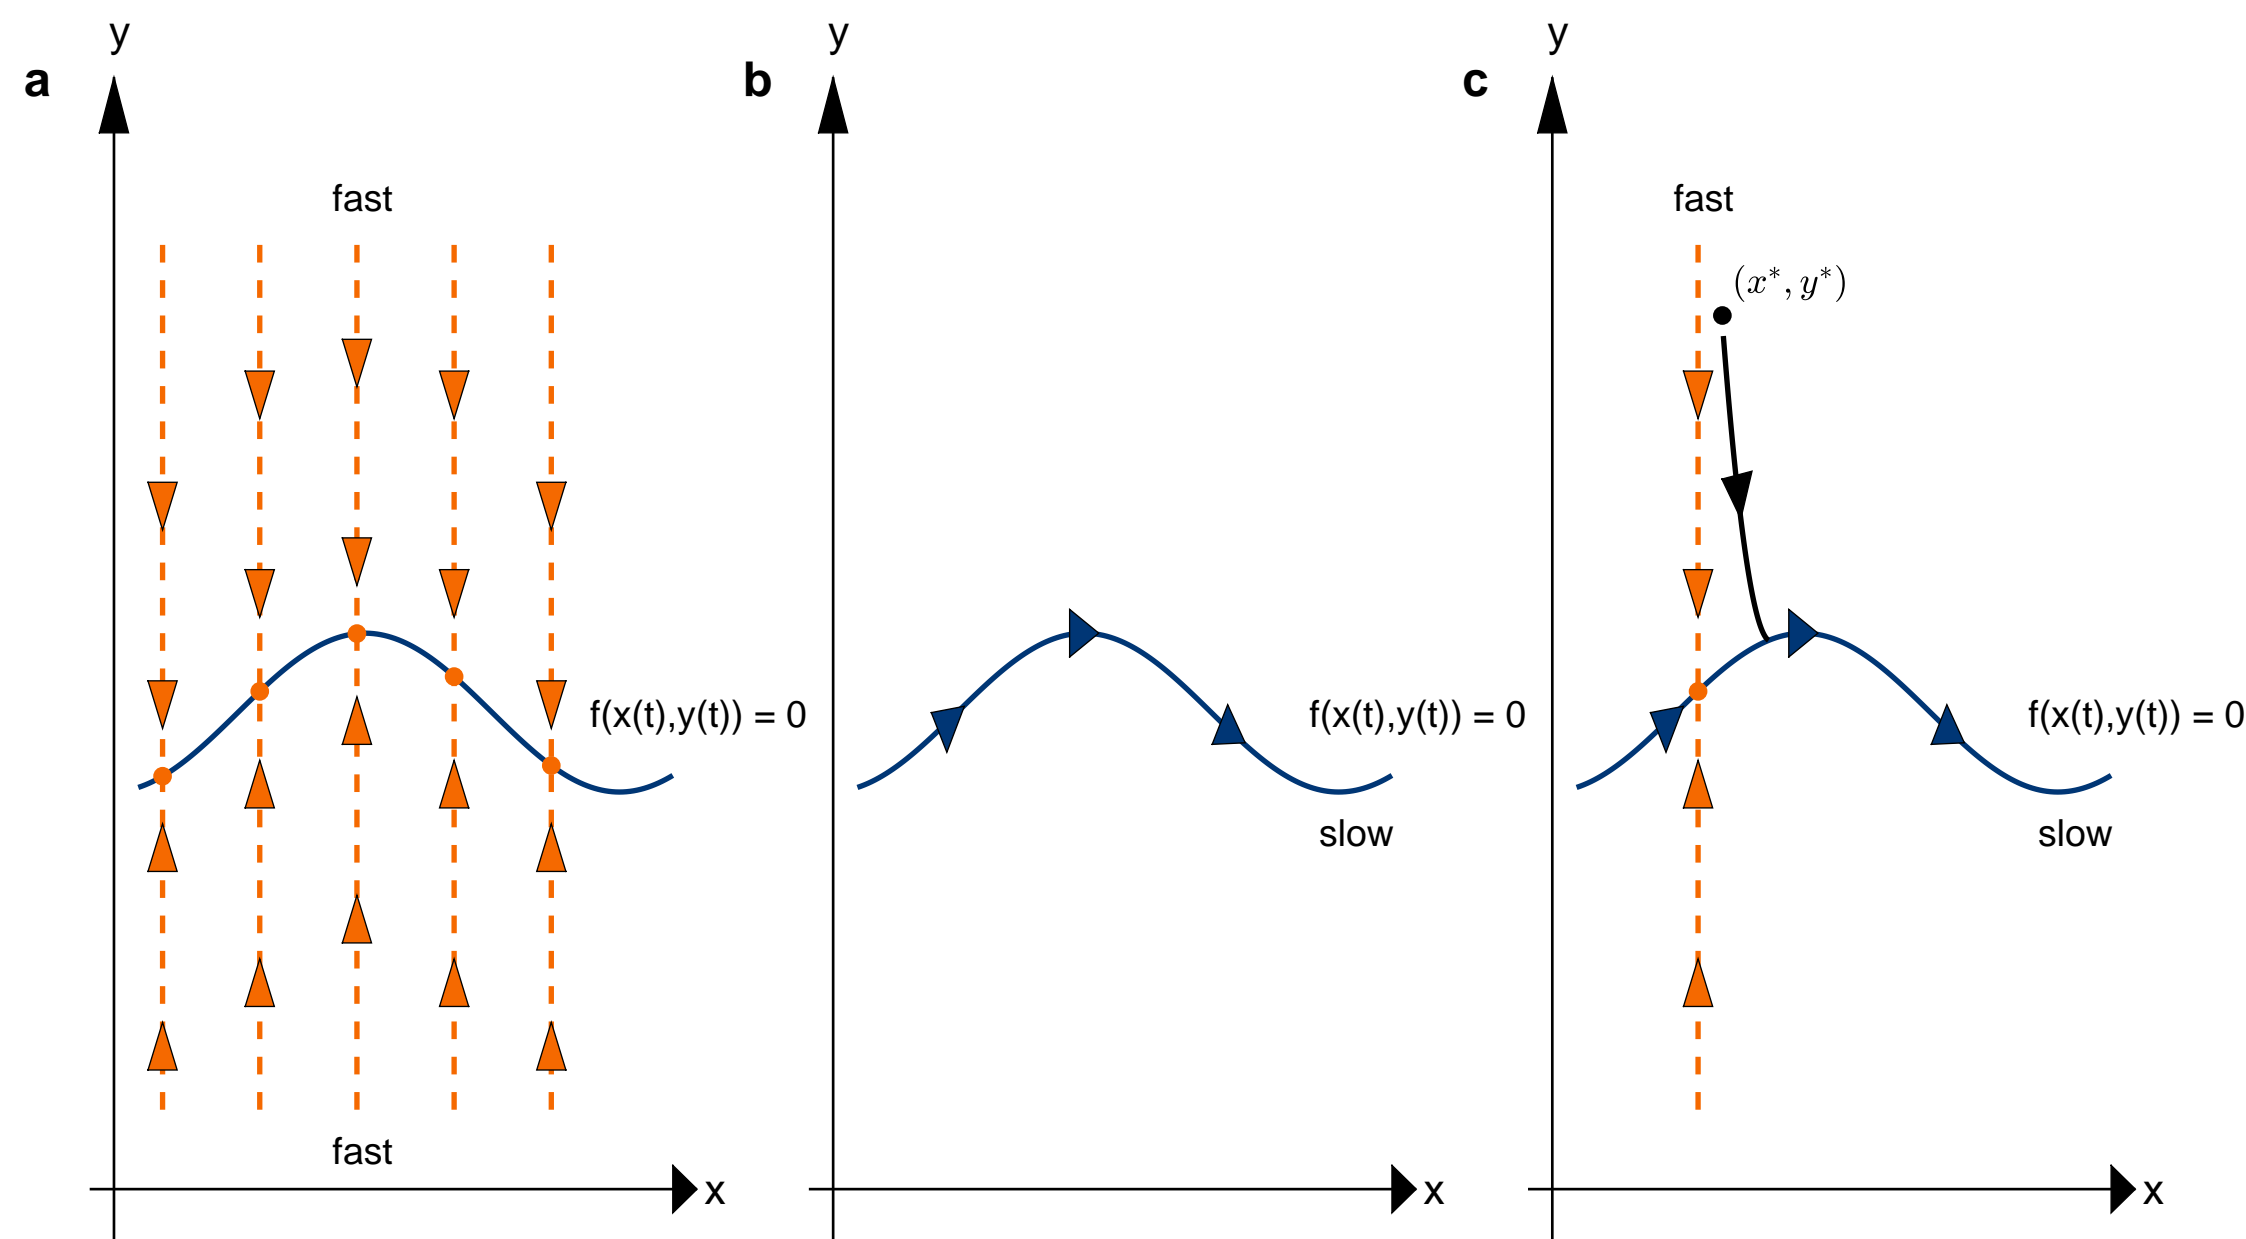 a
y
fast
f(x(t),y(t)) = 0
fast
x
b
y
f(x(t),y(t)) = 0
slow
x
c
y
fast
(x*, y*)
f(x(t),y(t)) = 0
slow
x